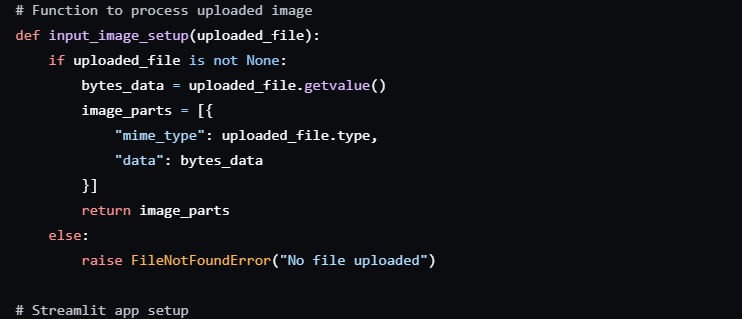 # Function to process uploaded image
def input_image_setup(uploaded_file):
    if uploaded_file is not None:
        bytes_data = uploaded_file.getvalue()
        image_parts = [{
            "mime_type": uploaded_file.type,
            "data": bytes_data
        }]
        return image_parts
    else:
        raise FileNotFoundError("No file uploaded")

# Streamlit app setup